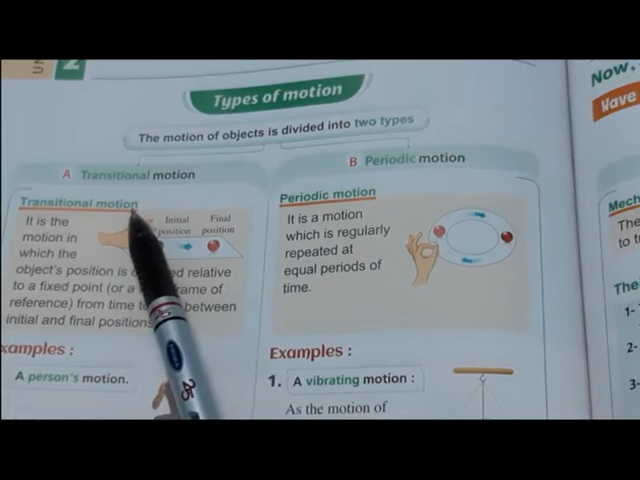 2
Types of motion
The motion of objects is divided into two types
A Transitional motion
Transitional motion
It is the
motion in
which the
object's position is relative
to a fixed point (or a frame of
reference) from time to between
initial and final positions
Initial
position
Final
position
Examples :
A person's motion.
B Periodic motion
Periodic motion
It is a motion
which is regularly
repeated at
equal periods of
time.
Examples :
1. A vibrating motion :
As the motion of
Now,
Wave
Mech
The
to t
The
1-
2-
3-